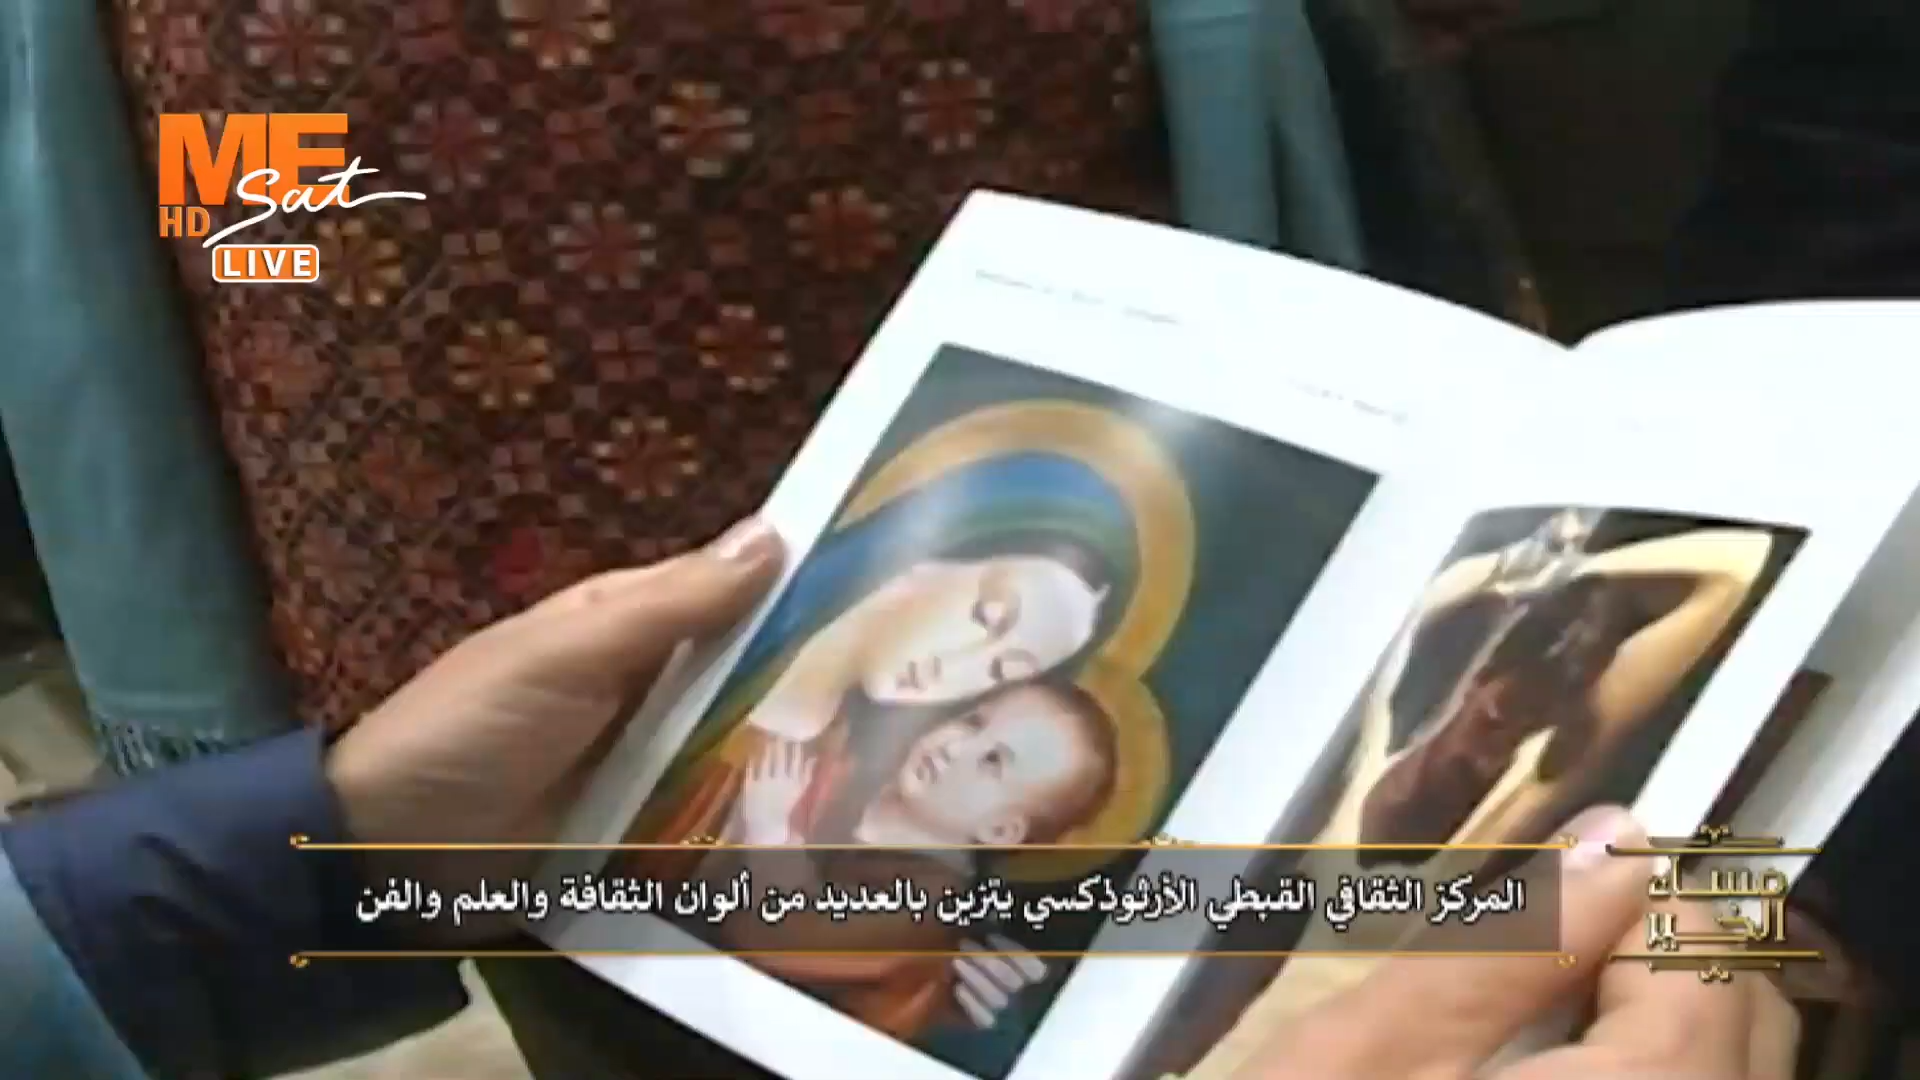 ME
Sat
HD
LIVE
المركز الثقافي القبطي الأرثوذكسي يتزين بالعديد من ألوان الثقافة والعلم والفن
مساء
الخير